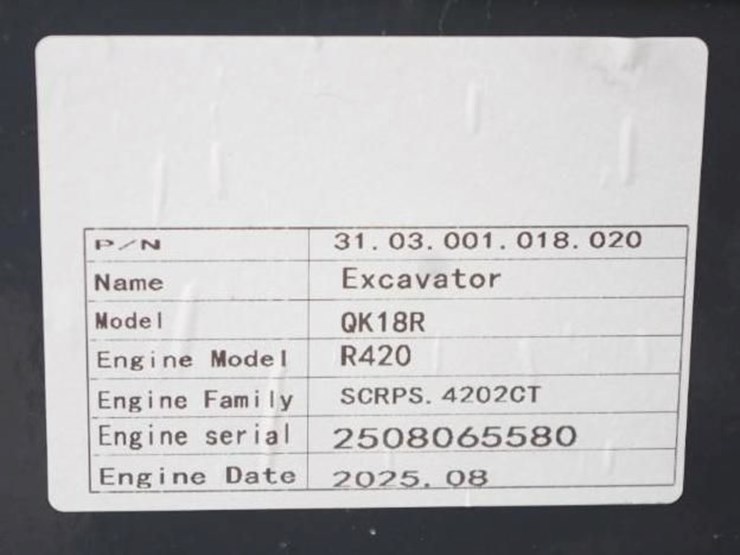 P/N 31.03.001.018.020
Name Excavator
Model QK18R
Engine Model R420
Engine Family SCRPS.4202CT
Engine serial 2508065580
Engine Date 2025.08